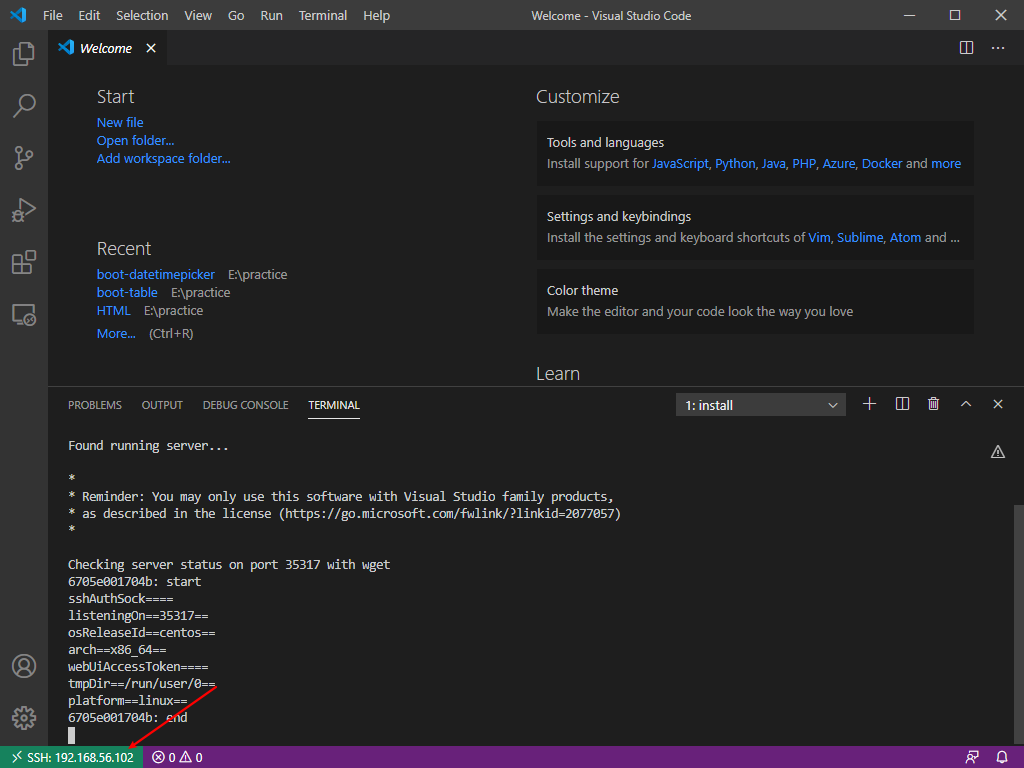 File Edit Selection View Go Run Terminal Help Welcome - Visual Studio Code
Welcome
Start
New file
Open folder...
Add workspace folder...
Recent
boot-datetimepicker E:\practice
boot-table E:\practice
HTML E:\practice
More... (Ctrl+R)
Customize
Tools and languages
Install support for JavaScript, Python, Java, PHP, Azure, Docker and more
Settings and keybindings
Install the settings and keyboard shortcuts of Vim, Sublime, Atom and ...
Color theme
Make the editor and your code look the way you love
Learn
PROBLEMS OUTPUT DEBUG CONSOLE TERMINAL 1: install
Found running server...
*
* Reminder: You may only use this software with Visual Studio family products,
* as described in the license (https://go.microsoft.com/fwlink/?linkid=2077057)
*
Checking server status on port 35317 with wget
6705e001704b: start
sshAuthSock====
listeningOn==35317==
osReleaseId==centos==
arch==x86_64==
webUiAccessToken====
tmpDir==/run/user/0==
platform==linux==
6705e001704b: end
SSH: 192.168.56.102 0 0